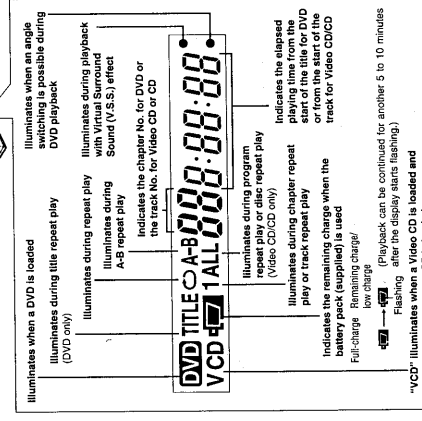 Illuminates when a DVD is loaded
Illuminates during title repeat play
(DVD only)
Illuminates during repeat play
Illuminates during
A-B repeat play
Indicates the chapter No. for DVD or
the track No. for Video CD or CD
Illuminates during playback
with Virtual Surround
Sound (V.S.S.) effect
Illuminates when an angle
switching is possible during
DVD playback
DVD TITLE A-B 888:88:88
VCD 1 ALL
Indicates the elapsed
playing time from the
start of the title for DVD
or from the start of the
track for Video CD/CD
Illuminates during program
repeat play or disc repeat play
(Video CD/CD only)
Illuminates during chapter repeat
play or track repeat play
Indicates the remaining charge when the
battery pack (supplied) is used
Full-charge Remaining charge/
low charge
(Playback can be continued for another 5 to 10 minutes
Flashing after the display starts flashing.)
"VCD" illuminates when a Video CD is loaded and